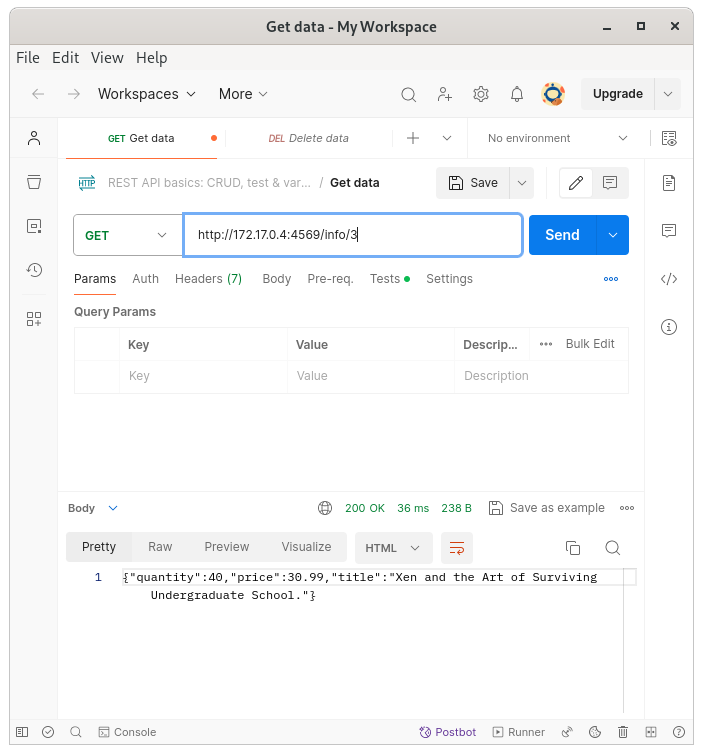 Get data - My Workspace
File Edit View Help
Workspaces More Upgrade
GET Get data DEL Delete data No environment
HTTP REST API basics: CRUD, test & var... / Get data Save
GET http://172.17.0.4:4569/info/3 Send
Params Auth Headers (7) Body Pre-req. Tests Settings
Query Params
Key Value Descrip... Bulk Edit
Key Value Description
Body 200 OK 36 ms 238 B Save as example
Pretty Raw Preview Visualize HTML
1 {"quantity":40,"price":30.99,"title":"Xen and the Art of Surviving
Undergraduate School."}
Console Postbot Runner